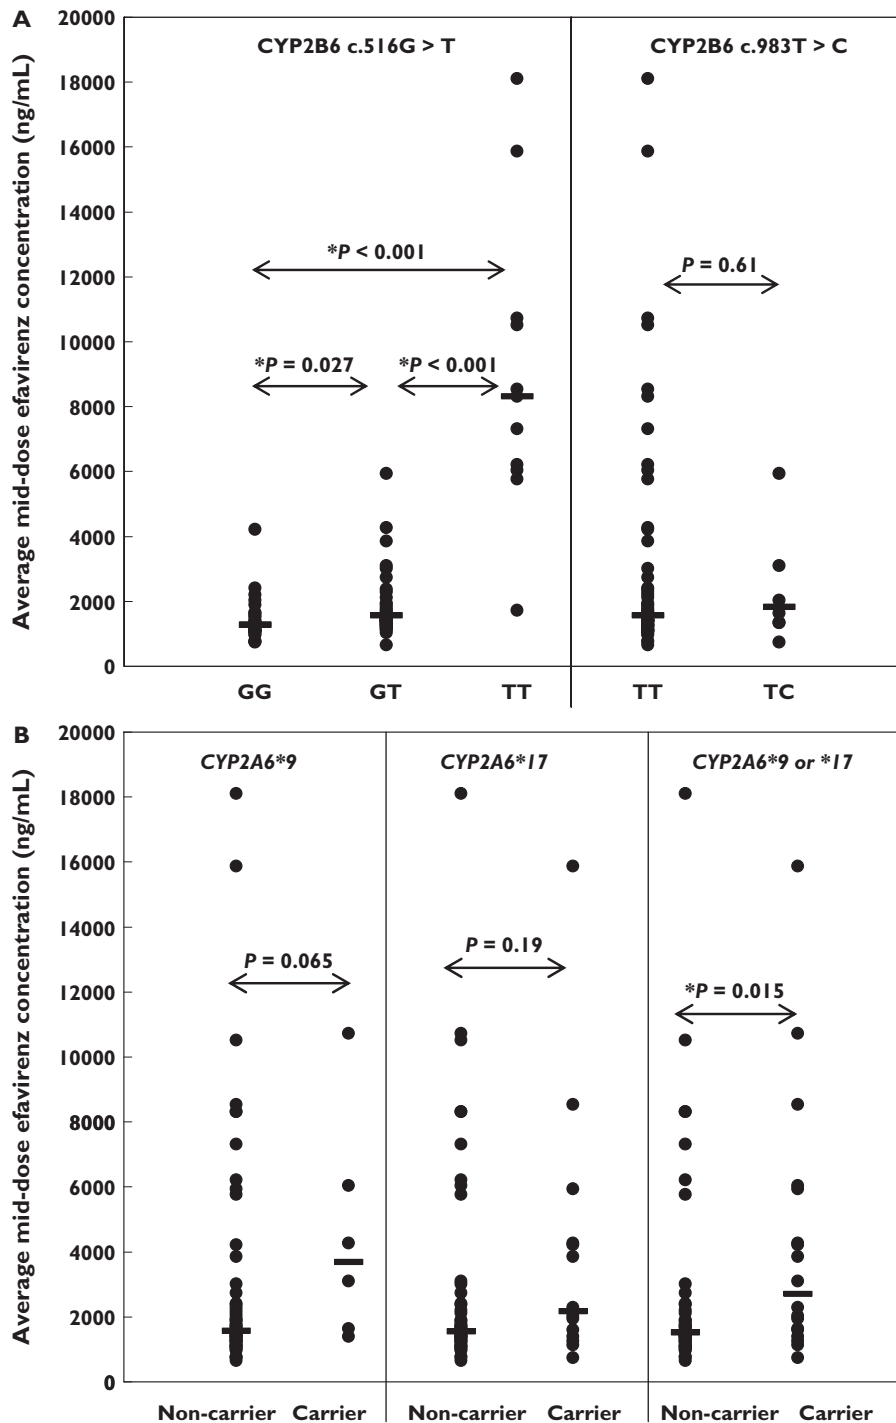 A
Average mid-dose efavirenz concentration (ng/mL)
20000
18000
16000
14000
12000
10000
8000
6000
4000
2000
0
CYP2B6 c.516G > T
CYP2B6 c.983T > C
*P < 0.001
P = 0.61
*P = 0.027
*P < 0.001
GG GT TT TT TC
B
Average mid-dose efavirenz concentration (ng/mL)
20000
18000
16000
14000
12000
10000
8000
6000
4000
2000
0
CYP2A6*9
CYP2A6*17
CYP2A6*9 or *17
P = 0.065
P = 0.19
*P = 0.015
Non-carrier Carrier Non-carrier Carrier Non-carrier Carrier